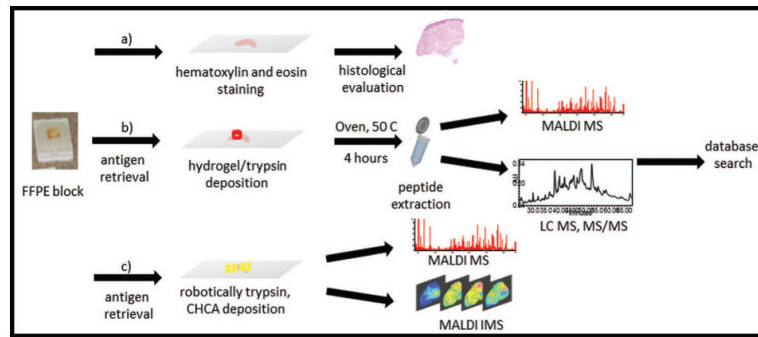 a)
hematoxylin and eosin
staining
histological
evaluation
FFPE block
b)
antigen
retrieval
hydrogel/trypsin
deposition
Oven, 50 C
4 hours
peptide
extraction
MALDI MS
LC MS, MS/MS
database
search
c)
antigen
retrieval
robotically trypsin,
CHCA deposition
MALDI MS
MALDI IMS